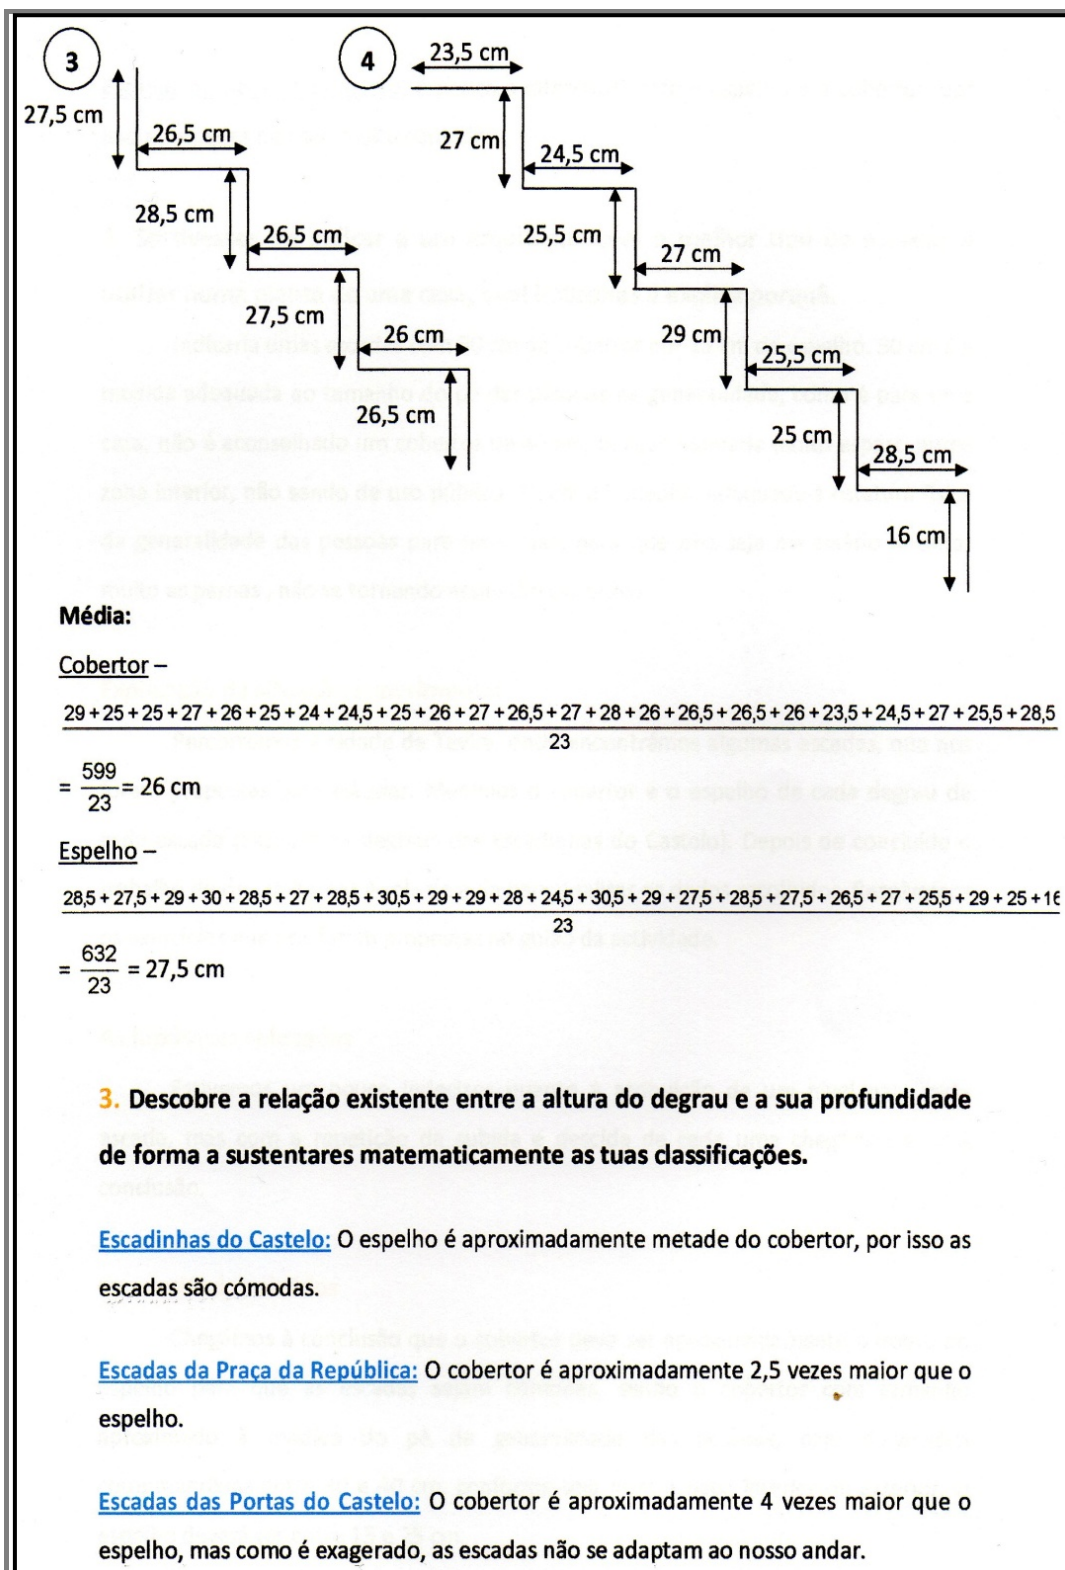 3
4
23,5 cm
27,5 cm
26,5 cm
27 cm
24,5 cm
28,5 cm
26,5 cm
25,5 cm
27 cm
27,5 cm
26 cm
29 cm
25,5 cm
26,5 cm
25 cm
28,5 cm
16 cm
Média:
Cobertor –
29 + 25 + 25 + 27 + 26 + 25 + 24 + 24,5 + 25 + 26 + 27 + 26,5 + 27 + 28 + 26 + 26,5 + 26,5 + 26 + 23,5 + 24,5 + 27 + 25,5 + 28,5
23
= 599/23 = 26 cm
Espelho –
28,5 + 27,5 + 29 + 30 + 28,5 + 27 + 28,5 + 30,5 + 29 + 29 + 28 + 24,5 + 30,5 + 29 + 27,5 + 28,5 + 27,5 + 26,5 + 27 + 25,5 + 29 + 25 + 16
23
= 632/23 = 27,5 cm
3. Descobre a relação existente entre a altura do degrau e a sua profundidade
de forma a sustentares matematicamente as tuas classificações.
Escadinhas do Castelo: O espelho é aproximadamente metade do cobertor, por isso as
escadas são cómodas.
Escadas da Praça da República: O cobertor é aproximadamente 2,5 vezes maior que o
espelho.
Escadas das Portas do Castelo: O cobertor é aproximadamente 4 vezes maior que o
espelho, mas como é exagerado, as escadas não se adaptam ao nosso andar.